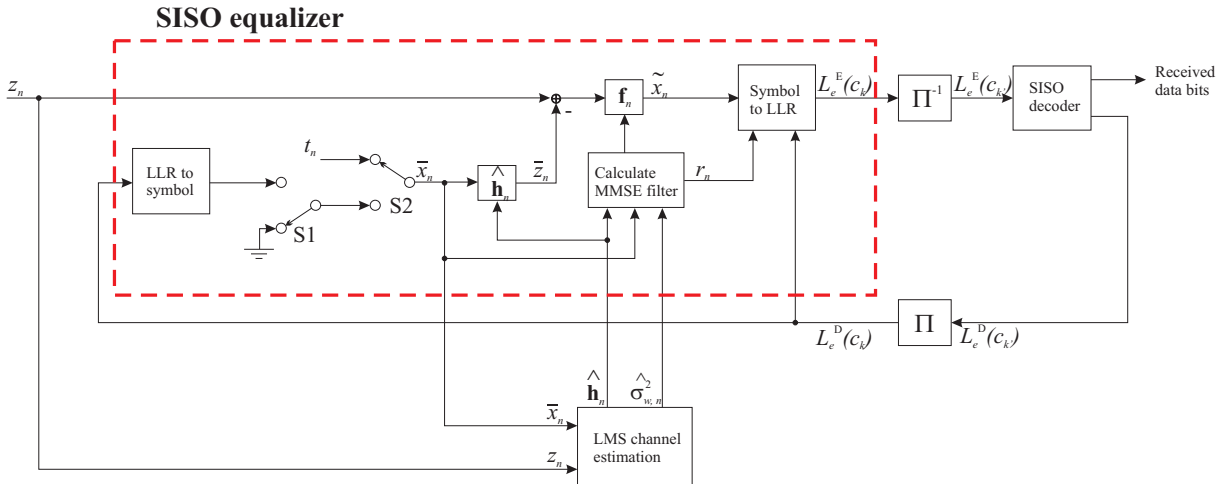 SISO equalizer
z_n
+
-
f_n
x̃_n
Symbol
to LLR
L_e^E(c_k)
Π^-1
L_e^E(c_k')
SISO
decoder
Received
data bits
LLR to
symbol
t_n
S1
S2
x̄_n
ĥ_n
z̄_n
Calculate
MMSE filter
r_n
L_e^D(c_k)
Π
L_e^D(c_k')
ĥ_n
σ̂^2_w, n
x̄_n
z_n
LMS channel
estimation